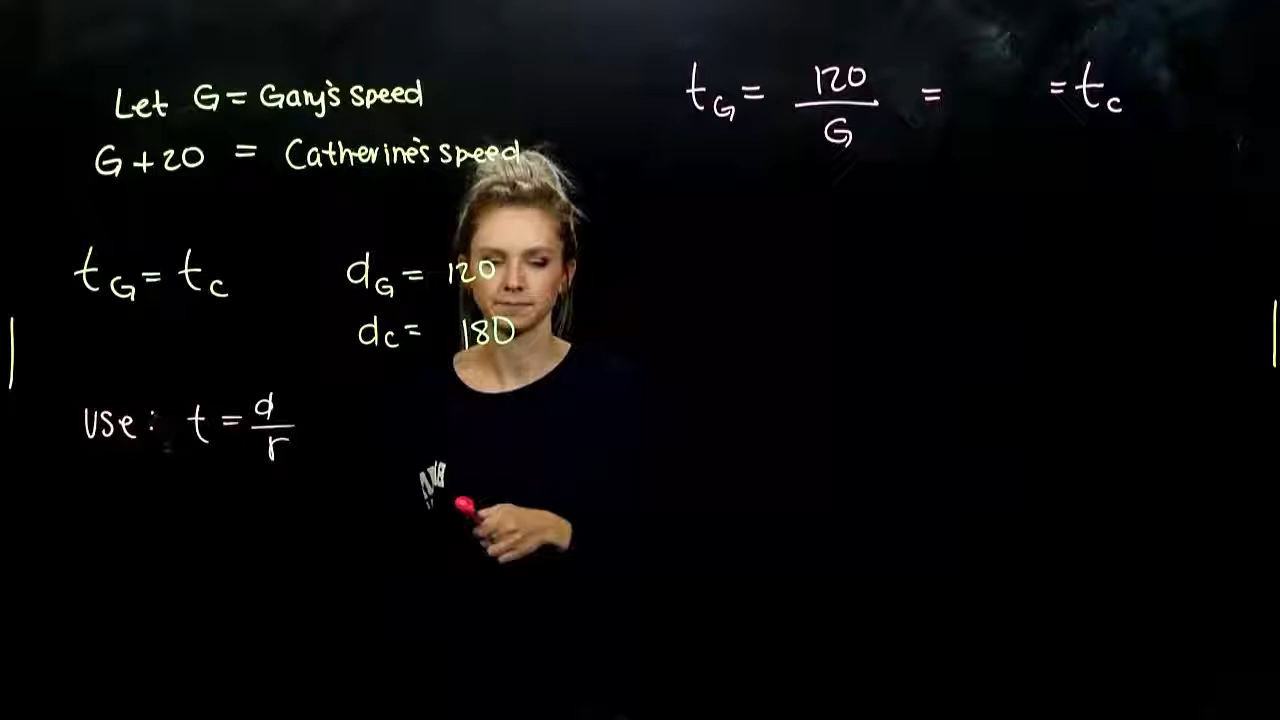 Let G = Gary's speed
G + 20 = Catherine's speed
t_G = t_C
d_G = 120
d_C = 180
Use: t = d/r
t_G = 120/G = = t_C